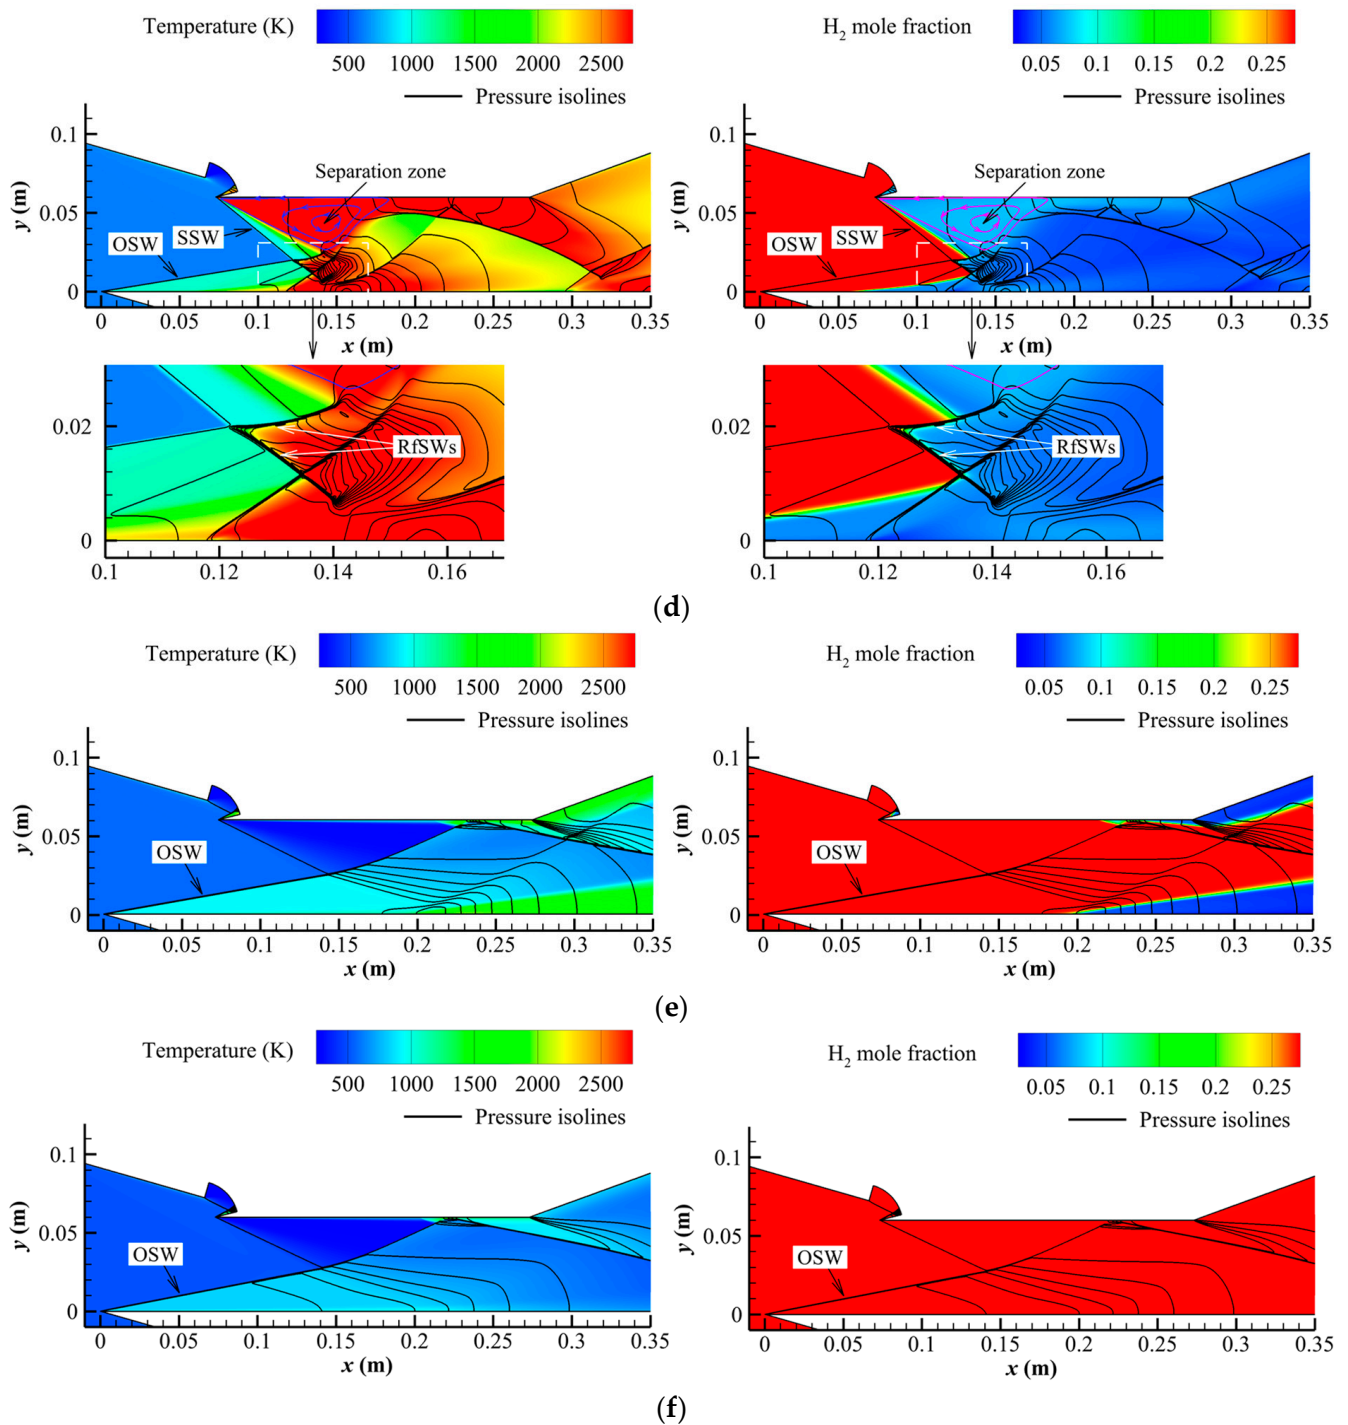 Temperature (K)
500 1000 1500 2000 2500
Pressure isolines
H2 mole fraction
0.05 0.1 0.15 0.2 0.25
Pressure isolines
y (m)
0.1
0.05
0
Separation zone
OSW
SSW
0 0.05 0.1 0.15 0.2 0.25 0.3 0.35
x (m)
y (m)
0.1
0.05
0
Separation zone
OSW
SSW
0 0.05 0.1 0.15 0.2 0.25 0.3 0.35
x (m)
0.02
0
RfSWs
0.1 0.12 0.14 0.16
0.02
0
RfSWs
0.1 0.12 0.14 0.16
(d)
Temperature (K)
500 1000 1500 2000 2500
Pressure isolines
H2 mole fraction
0.05 0.1 0.15 0.2 0.25
Pressure isolines
y (m)
0.1
0.05
0
OSW
0 0.05 0.1 0.15 0.2 0.25 0.3 0.35
x (m)
y (m)
0.1
0.05
0
OSW
0 0.05 0.1 0.15 0.2 0.25 0.3 0.35
x (m)
(e)
Temperature (K)
500 1000 1500 2000 2500
Pressure isolines
H2 mole fraction
0.05 0.1 0.15 0.2 0.25
Pressure isolines
y (m)
0.1
0.05
0
OSW
0 0.05 0.1 0.15 0.2 0.25 0.3 0.35
x (m)
y (m)
0.1
0.05
0
OSW
0 0.05 0.1 0.15 0.2 0.25 0.3 0.35
x (m)
(f)